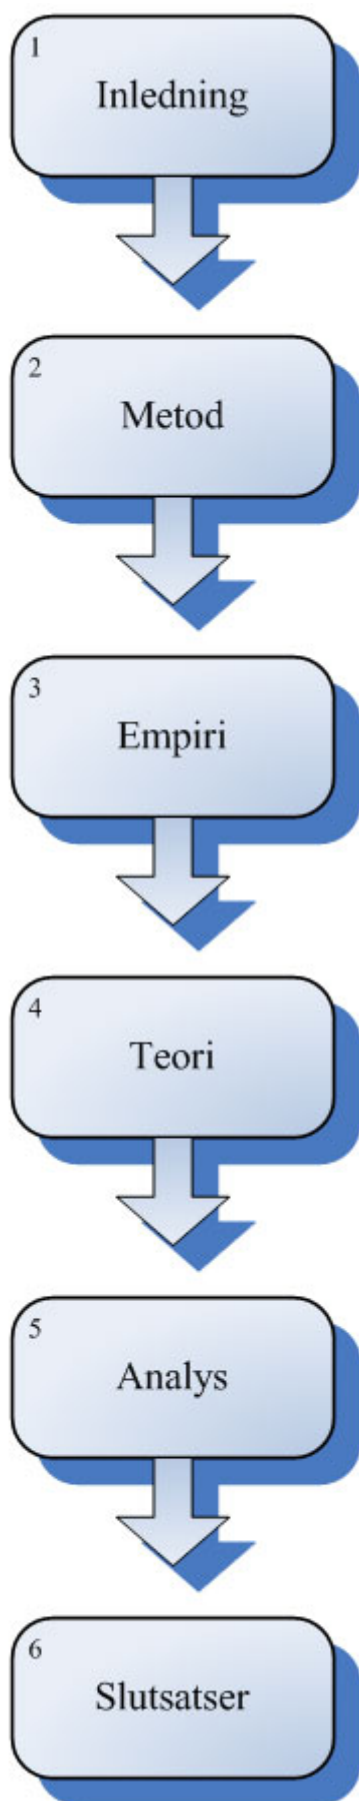 1
Inledning
2
Metod
3
Empiri
4
Teori
5
Analys
6
Slutsatser